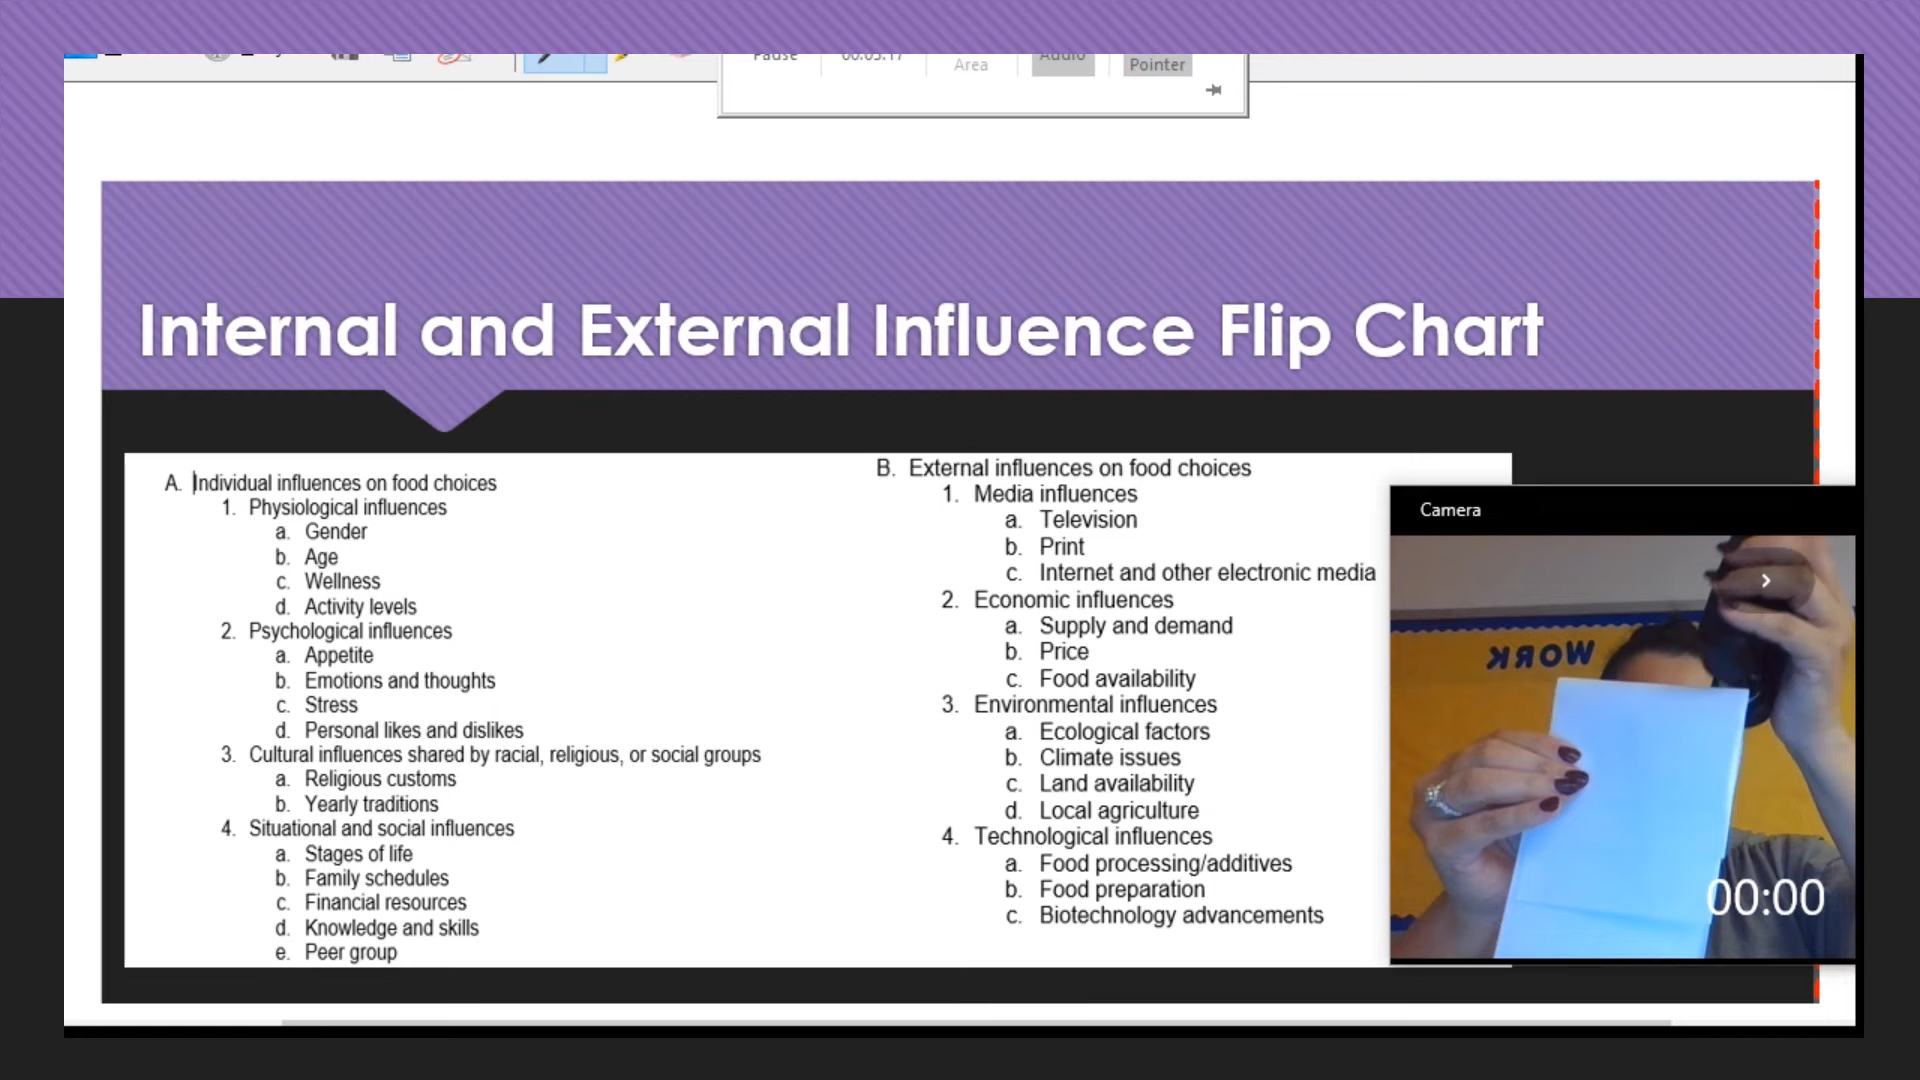 Pause
00:05:17
Area
Audio
Pointer
Internal and External Influence Flip Chart
A. Individual influences on food choices
1. Physiological influences
a. Gender
b. Age
c. Wellness
d. Activity levels
2. Psychological influences
a. Appetite
b. Emotions and thoughts
c. Stress
d. Personal likes and dislikes
3. Cultural influences shared by racial, religious, or social groups
a. Religious customs
b. Yearly traditions
4. Situational and social influences
a. Stages of life
b. Family schedules
c. Financial resources
d. Knowledge and skills
e. Peer group
B. External influences on food choices
1. Media influences
a. Television
b. Print
c. Internet and other electronic media
2. Economic influences
a. Supply and demand
b. Price
c. Food availability
3. Environmental influences
a. Ecological factors
b. Climate issues
c. Land availability
d. Local agriculture
4. Technological influences
a. Food processing/additives
b. Food preparation
c. Biotechnology advancements
Camera
WORK
00:00